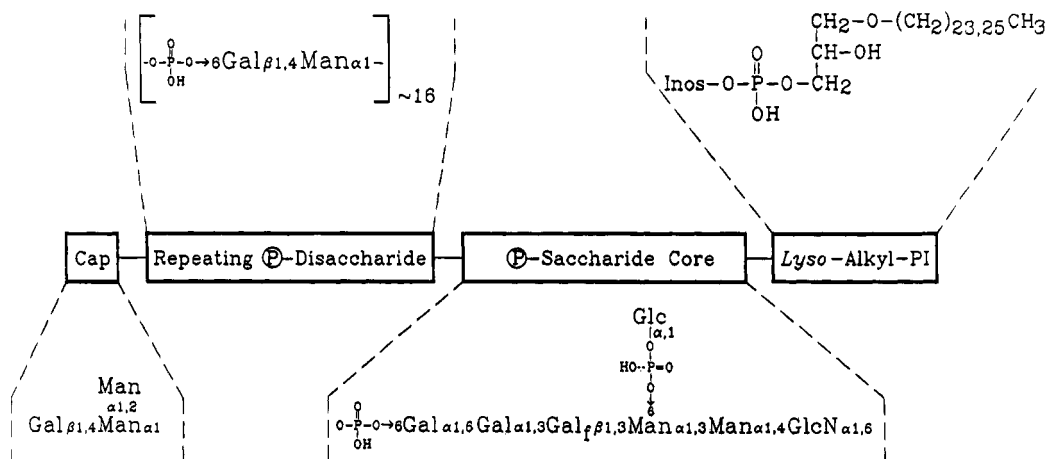 [-O-P-O→6Galβ1,4Manα1-]~16
O
OH
CH2-O-(CH2)23,25CH3
CH-OH
O
Inos-O-P-O-CH2
OH
Cap
Repeating Ⓟ-Disaccharide
Ⓟ-Saccharide Core
Lyso-Alkyl-PI
Man
α1,2
Galβ1,4Manα1
Glc
α,1
O
HO-P=O
O
6
O
O-P-O→6Galα1,6Galα1,3Galfβ1,3Manα1,3Manα1,4GlcNα1,6
OH